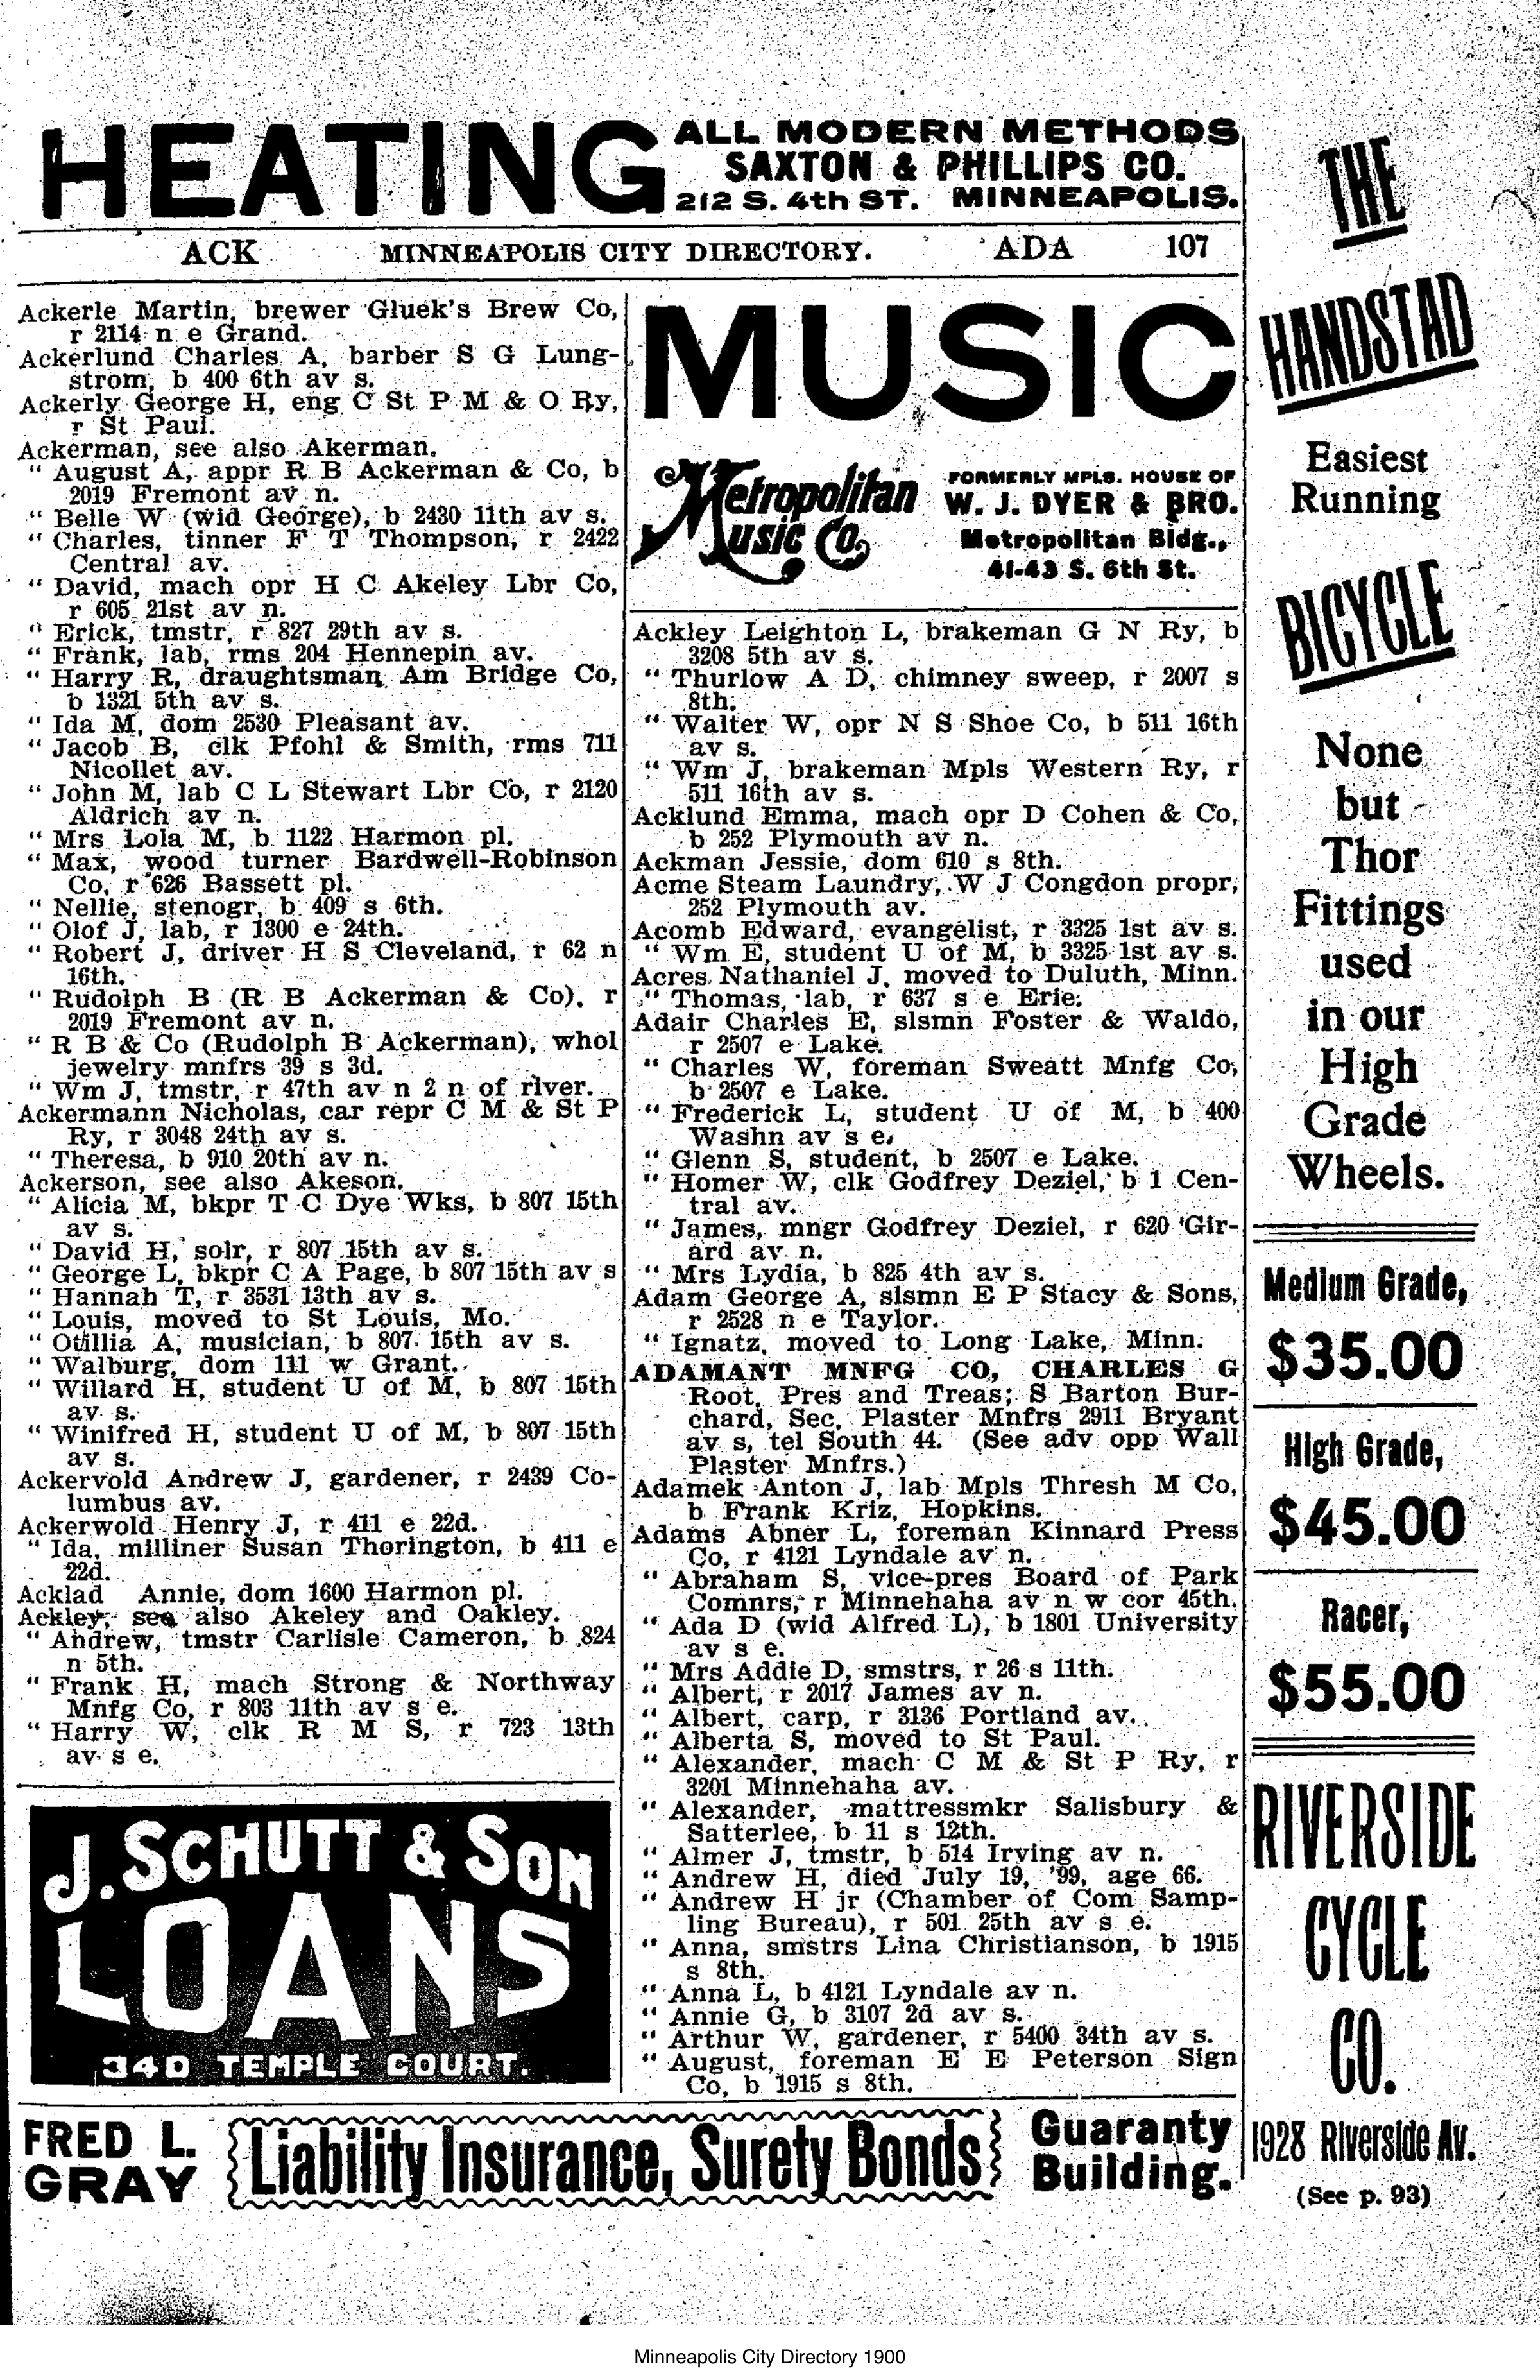 HEATING
ALL MODERN METHODS
SAXTON & PHILLIPS CO.
212 S. 4th ST. MINNEAPOLIS.
ACK MINNEAPOLIS CITY DIRECTORY. ADA 107
Ackerle Martin, brewer Gluek's Brew Co,
r 2114 n e Grand.
Ackerlund Charles A, barber S G Lung-
strom, b 400 6th av s.
Ackerly George H, eng C St P M & O Ry,
r St Paul.
Ackerman, see also Akerman.
" August A, appr R B Ackerman & Co, b
2019 Fremont av n.
" Belle W (wid George), b 2430 11th av s.
" Charles, tinner F T Thompson, r 2422
Central av.
" David, mach opr H C Akeley Lbr Co,
r 605 21st av n.
" Erick, tmstr, r 827 29th av s.
" Frank, lab, rms 204 Hennepin av.
" Harry R, draughtsman Am Bridge Co,
b 1321 5th av s.
" Ida M, dom 2530 Pleasant av.
" Jacob B, clk Pfohl & Smith, rms 711
Nicollet av.
" John M, lab C L Stewart Lbr Co, r 2120
Aldrich av n.
" Mrs Lola M, b 1122 Harmon pl.
" Max, wood turner Bardwell-Robinson
Co, r 626 Bassett pl.
" Nellie, stenogr, b 409 s 6th.
" Olof J, lab, r 1300 e 24th.
" Robert J, driver H S Cleveland, r 62 n
16th.
" Rudolph B (R B Ackerman & Co), r
2019 Fremont av n.
" R B & Co (Rudolph B Ackerman), whol
jewelry mnfrs 39 s 3d.
" Wm J, tmstr, r 47th av n 2 n of river.
Ackermann Nicholas, car repr C M & St P
Ry, r 3048 24th av s.
" Theresa, b 910 20th av n.
Ackerson, see also Akeson.
" Alicia M, bkpr T C Dye Wks, b 807 15th
av s.
" David H, solr, r 807 15th av s.
" George L, bkpr C A Page, b 807 15th av s
" Hannah T, r 3531 13th av s.
" Louis, moved to St Louis, Mo.
" Otillia A, musician, b 807 15th av s.
" Walburg, dom 111 w Grant.
" Willard H, student U of M, b 807 15th
av s.
" Winifred H, student U of M, b 807 15th
av s.
Ackervold Andrew J, gardener, r 2439 Co-
lumbus av.
Ackerwold Henry J, r 411 e 22d.
" Ida, milliner Susan Thorington, b 411 e
22d.
Acklad Annie, dom 1600 Harmon pl.
Ackley, see also Akeley and Oakley.
" Andrew, tmstr Carlisle Cameron, b 824
n 5th.
" Frank H, mach Strong & Northway
Mnfg Co, r 803 11th av s e.
" Harry W, clk R M S, r 723 13th
av s e.
J. SCHUTT & SON
LOANS
340 TEMPLE COURT.
MUSIC
Metropolitan
Music Co.
FORMERLY MPLS. HOUSE OF
W. J. DYER & BRO.
Metropolitan Bldg.,
41-43 S. 6th St.
Ackley Leighton L, brakeman G N Ry, b
3208 5th av s.
" Thurlow A D, chimney sweep, r 2007 s
8th.
" Walter W, opr N S Shoe Co, b 511 16th
av s.
" Wm J, brakeman Mpls Western Ry, r
511 16th av s.
Acklund Emma, mach opr D Cohen & Co,
b 252 Plymouth av n.
Ackman Jessie, dom 610 s 8th.
Acme Steam Laundry, W J Congdon propr,
252 Plymouth av.
Acomb Edward, evangelist, r 3325 1st av s.
" Wm E, student U of M, b 3325 1st av s.
Acres Nathaniel J, moved to Duluth, Minn.
" Thomas, lab, r 637 s e Erie.
Adair Charles E, slsmn Foster & Waldo,
r 2507 e Lake.
" Charles W, foreman Sweatt Mnfg Co,
b 2507 e Lake.
" Frederick L, student U of M, b 400
Washn av s e.
" Glenn S, student, b 2507 e Lake.
" Homer W, clk Godfrey Deziel, b 1 Cen-
tral av.
" James, mngr Godfrey Deziel, r 620 Gir-
ard av n.
" Mrs Lydia, b 825 4th av s.
Adam George A, slsmn E P Stacy & Sons,
r 2528 n e Taylor.
" Ignatz, moved to Long Lake, Minn.
ADAMANT MNFG CO, CHARLES G
Root, Pres and Treas; S Barton Bur-
chard, Sec, Plaster Mnfrs 2911 Bryant
av s, tel South 44. (See adv opp Wall
Plaster Mnfrs.)
Adamek Anton J, lab Mpls Thresh M Co,
b Frank Kriz, Hopkins.
Adams Abner L, foreman Kinnard Press
Co, r 4121 Lyndale av n.
" Abraham S, vice-pres Board of Park
Comnrs, r Minnehaha av n w cor 45th.
" Ada D (wid Alfred L), b 1801 University
av s e.
" Mrs Addie D, smstrs, r 26 s 11th.
" Albert, r 2017 James av n.
" Albert, carp, r 3136 Portland av.
" Alberta S, moved to St Paul.
" Alexander, mach C M & St P Ry, r
3201 Minnehaha av.
" Alexander, mattressmkr Salisbury &
Satterlee, b 11 s 12th.
" Almer J, tmstr, b 514 Irving av n.
" Andrew H, died July 19, '99, age 66.
" Andrew H jr (Chamber of Com Samp-
ling Bureau), r 501 25th av s e.
" Anna, smstrs Lina Christianson, b 1915
s 8th.
" Anna L, b 4121 Lyndale av n.
" Annie G, b 3107 2d av s.
" Arthur W, gardener, r 5400 34th av s.
" August, foreman E E Peterson Sign
Co, b 1915 s 8th.
THE
HANDSTAD
Easiest
Running
BICYCLE
None
but
Thor
Fittings
used
in our
High
Grade
Wheels.
Medium Grade,
$35.00
High Grade,
$45.00
Racer,
$55.00
RIVERSIDE
CYCLE
CO.
1928 Riverside Av.
(See p. 93)
FRED L.
GRAY
Liability Insurance, Surety Bonds
Guaranty
Building.
Minneapolis City Directory 1900